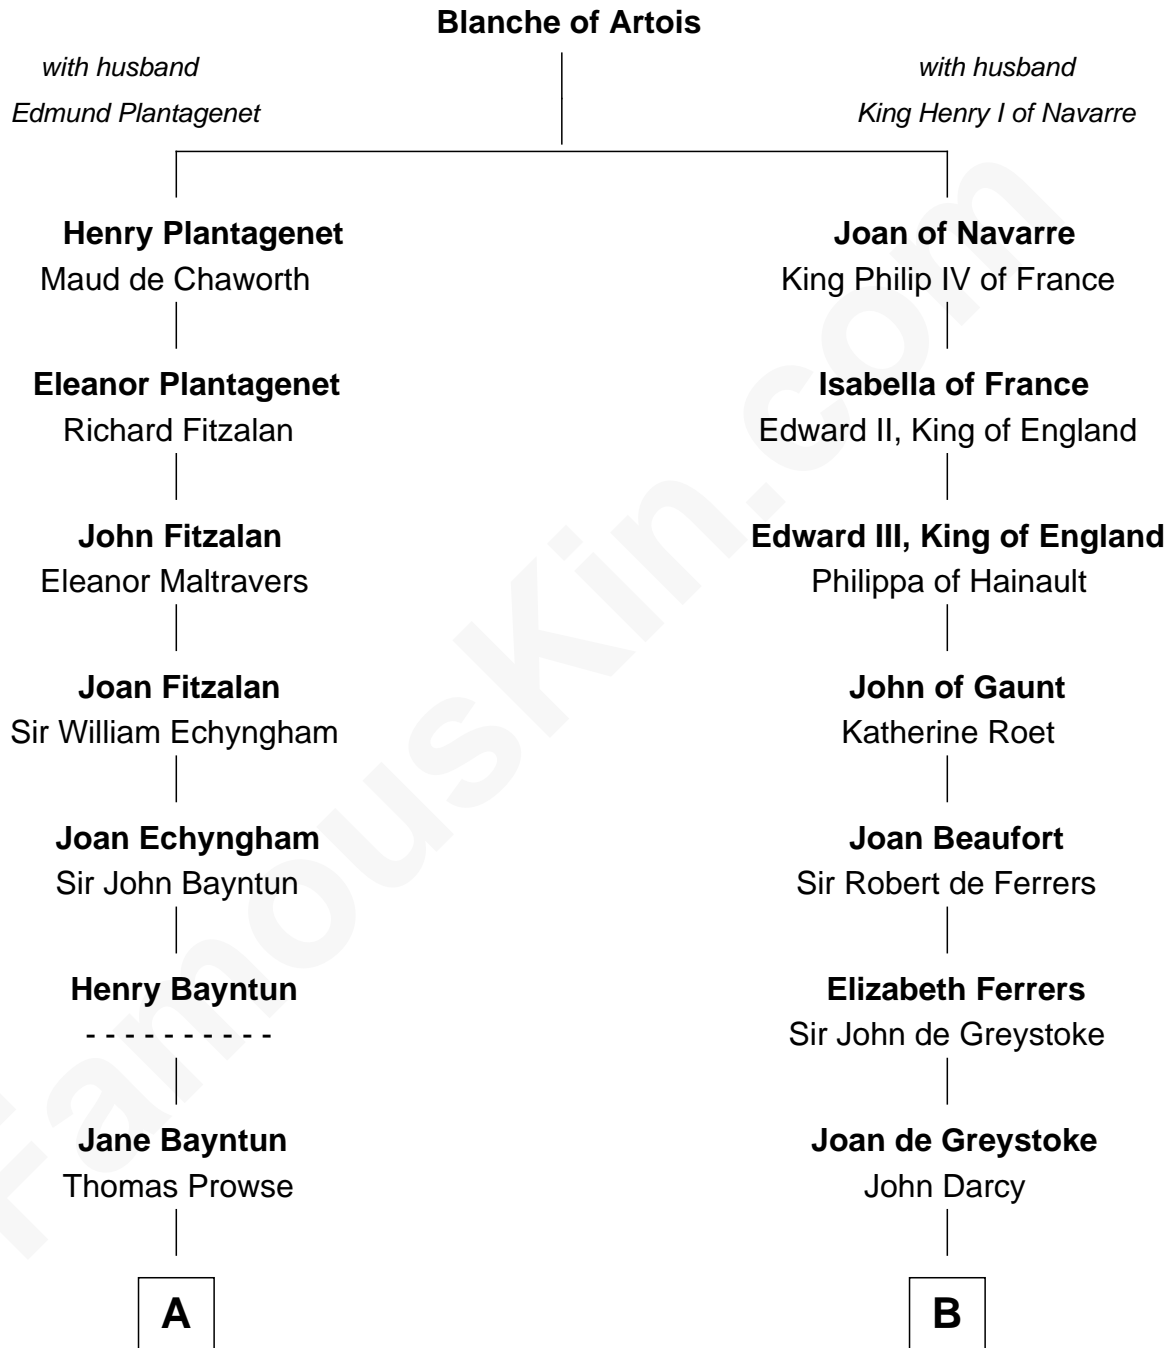 Blanche of Artois
with husband
Edmund Plantagenet
with husband
King Henry I of Navarre
Henry Plantagenet
Maud de Chaworth
Joan of Navarre
King Philip IV of France
Eleanor Plantagenet
Richard Fitzalan
Isabella of France
Edward II, King of England
John Fitzalan
Eleanor Maltravers
Edward III, King of England
Philippa of Hainault
Joan Fitzalan
Sir William Echyngham
John of Gaunt
Katherine Roet
Joan Echyngham
Sir John Bayntun
Joan Beaufort
Sir Robert de Ferrers
Henry Bayntun
- - - - - - - - - -
Elizabeth Ferrers
Sir John de Greystoke
Jane Bayntun
Thomas Prowse
Joan de Greystoke
John Darcy
A
B
FamousKin.com